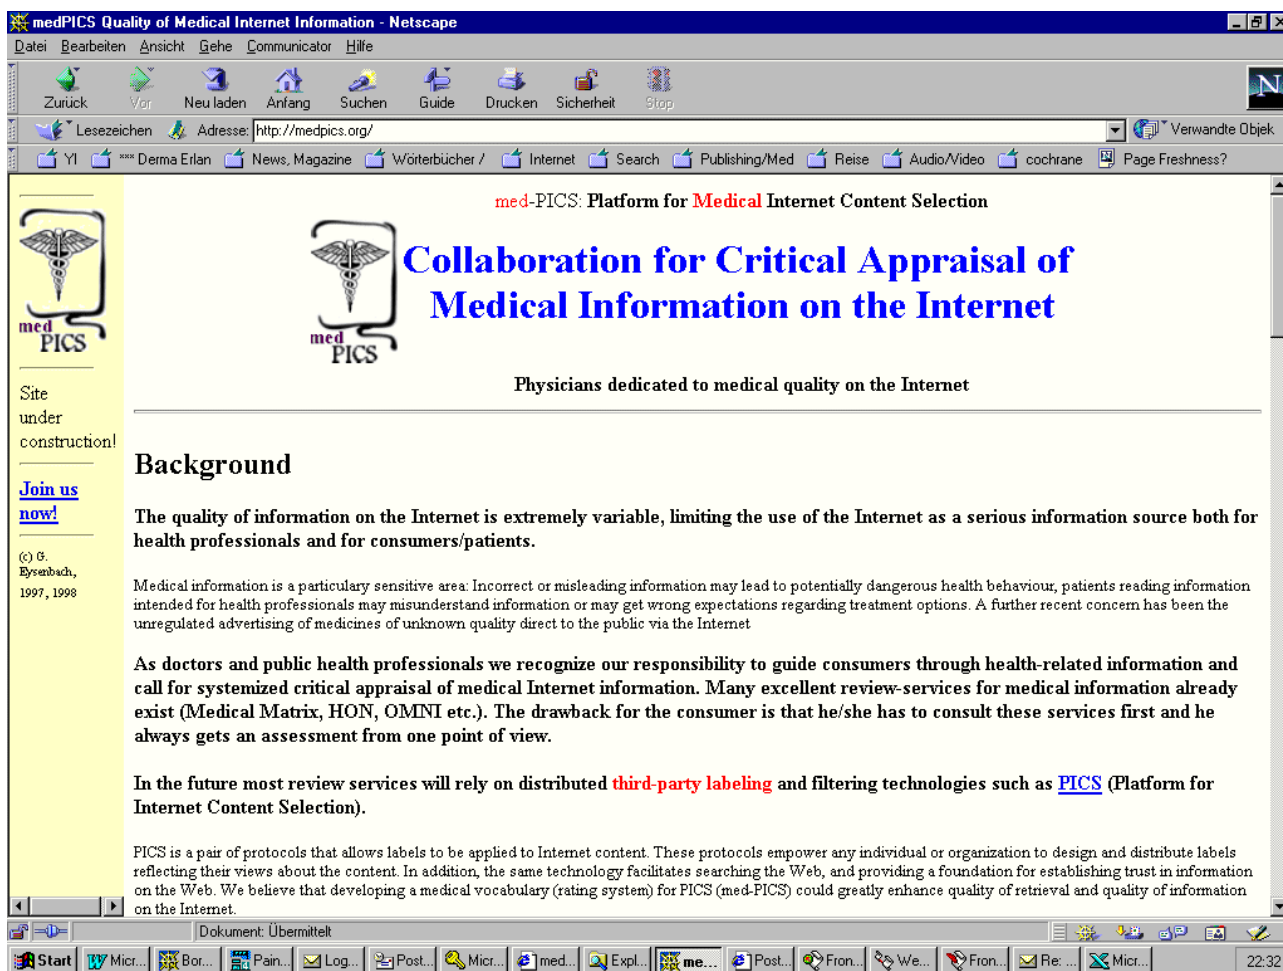 medPICS Quality of Medical Internet Information - Netscape
Datei Bearbeiten Ansicht Gehe Communicator Hilfe
Zurück Vor Neu laden Anfang Suchen Guide Drucken Sicherheit Stop
N
Lesezeichen Adresse: http://medpics.org/ Verwandte Objek
YI *** Derma Erlan News, Magazine Wörterbücher / Internet Search Publishing/Med Reise Audio/Video cochrane Page Freshness?
med PICS
Site
under
construction!
Join us
now!
(c) G.
Eysenbach,
1997, 1998
med-PICS: Platform for Medical Internet Content Selection
med PICS
Collaboration for Critical Appraisal of
Medical Information on the Internet
Physicians dedicated to medical quality on the Internet
Background
The quality of information on the Internet is extremely variable, limiting the use of the Internet as a serious information source both for
health professionals and for consumers/patients.
Medical information is a particulary sensitive area: Incorrect or misleading information may lead to potentially dangerous health behaviour, patients reading information
intended for health professionals may misunderstand information or may get wrong expectations regarding treatment options. A further recent concern has been the
unregulated advertising of medicines of unknown quality direct to the public via the Internet
As doctors and public health professionals we recognize our responsibility to guide consumers through health-related information and
call for systemized critical appraisal of medical Internet information. Many excellent review-services for medical information already
exist (Medical Matrix, HON, OMNI etc.). The drawback for the consumer is that he/she has to consult these services first and he
always gets an assessment from one point of view.
In the future most review services will rely on distributed third-party labeling and filtering technologies such as PICS (Platform for
Internet Content Selection).
PICS is a pair of protocols that allows labels to be applied to Internet content. These protocols empower any individual or organization to design and distribute labels
reflecting their views about the content. In addition, the same technology facilitates searching the Web, and providing a foundation for establishing trust in information
on the Web. We believe that developing a medical vocabulary (rating system) for PICS (med-PICS) could greatly enhance quality of retrieval and quality of information
on the Internet.
Dokument: Übermittelt
Start Micr... Bor... Pain... Log... Post... Micr... med... Expl... me... Post... Fron... We... Fron... Re: ... Micr... 22:32